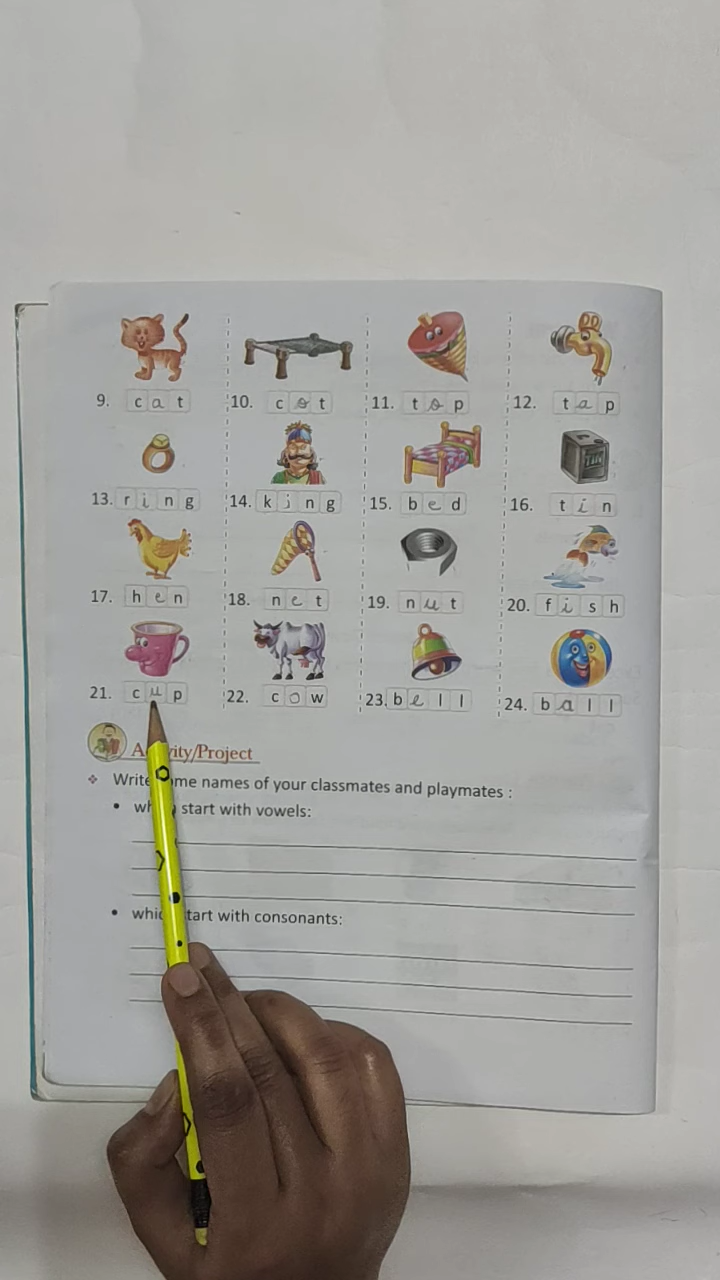 9. cat 10. cot 11. top 12. tap
13. ring 14. king 15. bed 16. tin
17. hen 18. net 19. nut 20. fish
21. cup 22. cow 23. bell 24. ball
Activity/Project
Write some names of your classmates and playmates :
• which start with vowels:
• which start with consonants: